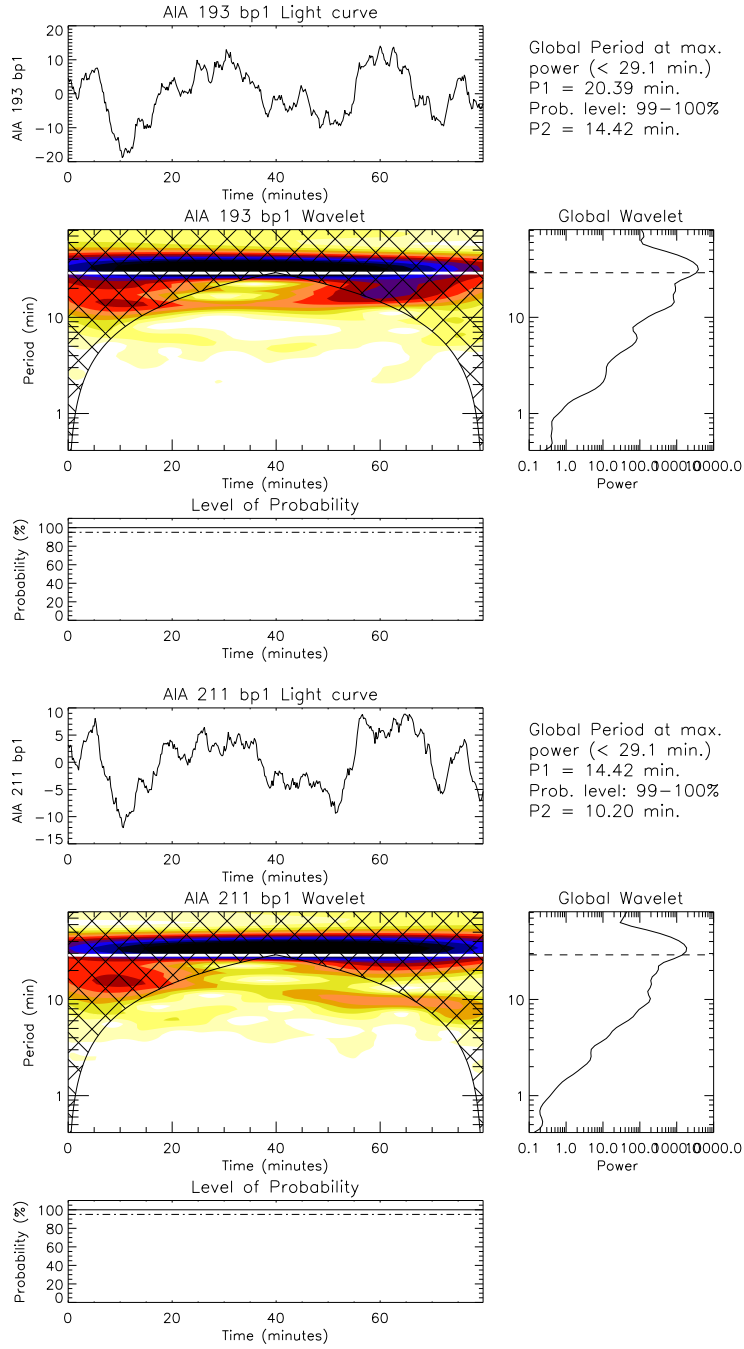 AIA 193 bp1 Light curve
20
10
0
−10
−20
AIA 193 bp1
0 20 40 60
Time (minutes)
Global Period at max.
power (< 29.1 min.)
P1 = 20.39 min.
Prob. level: 99−100%
P2 = 14.42 min.
AIA 193 bp1 Wavelet
10
1
Period (min)
0 20 40 60
Time (minutes)
Global Wavelet
10
1
0.1 1.0 10.0 100.0 1000.0 10000.0
Power
Level of Probability
100
80
60
40
20
0
Probability (%)
0 20 40 60
Time (minutes)
AIA 211 bp1 Light curve
10
5
0
−5
−10
−15
AIA 211 bp1
0 20 40 60
Time (minutes)
Global Period at max.
power (< 29.1 min.)
P1 = 14.42 min.
Prob. level: 99−100%
P2 = 10.20 min.
AIA 211 bp1 Wavelet
10
1
Period (min)
0 20 40 60
Time (minutes)
Global Wavelet
10
1
0.1 1.0 10.0 100.0 1000.0 10000.0
Power
Level of Probability
100
80
60
40
20
0
Probability (%)
0 20 40 60
Time (minutes)